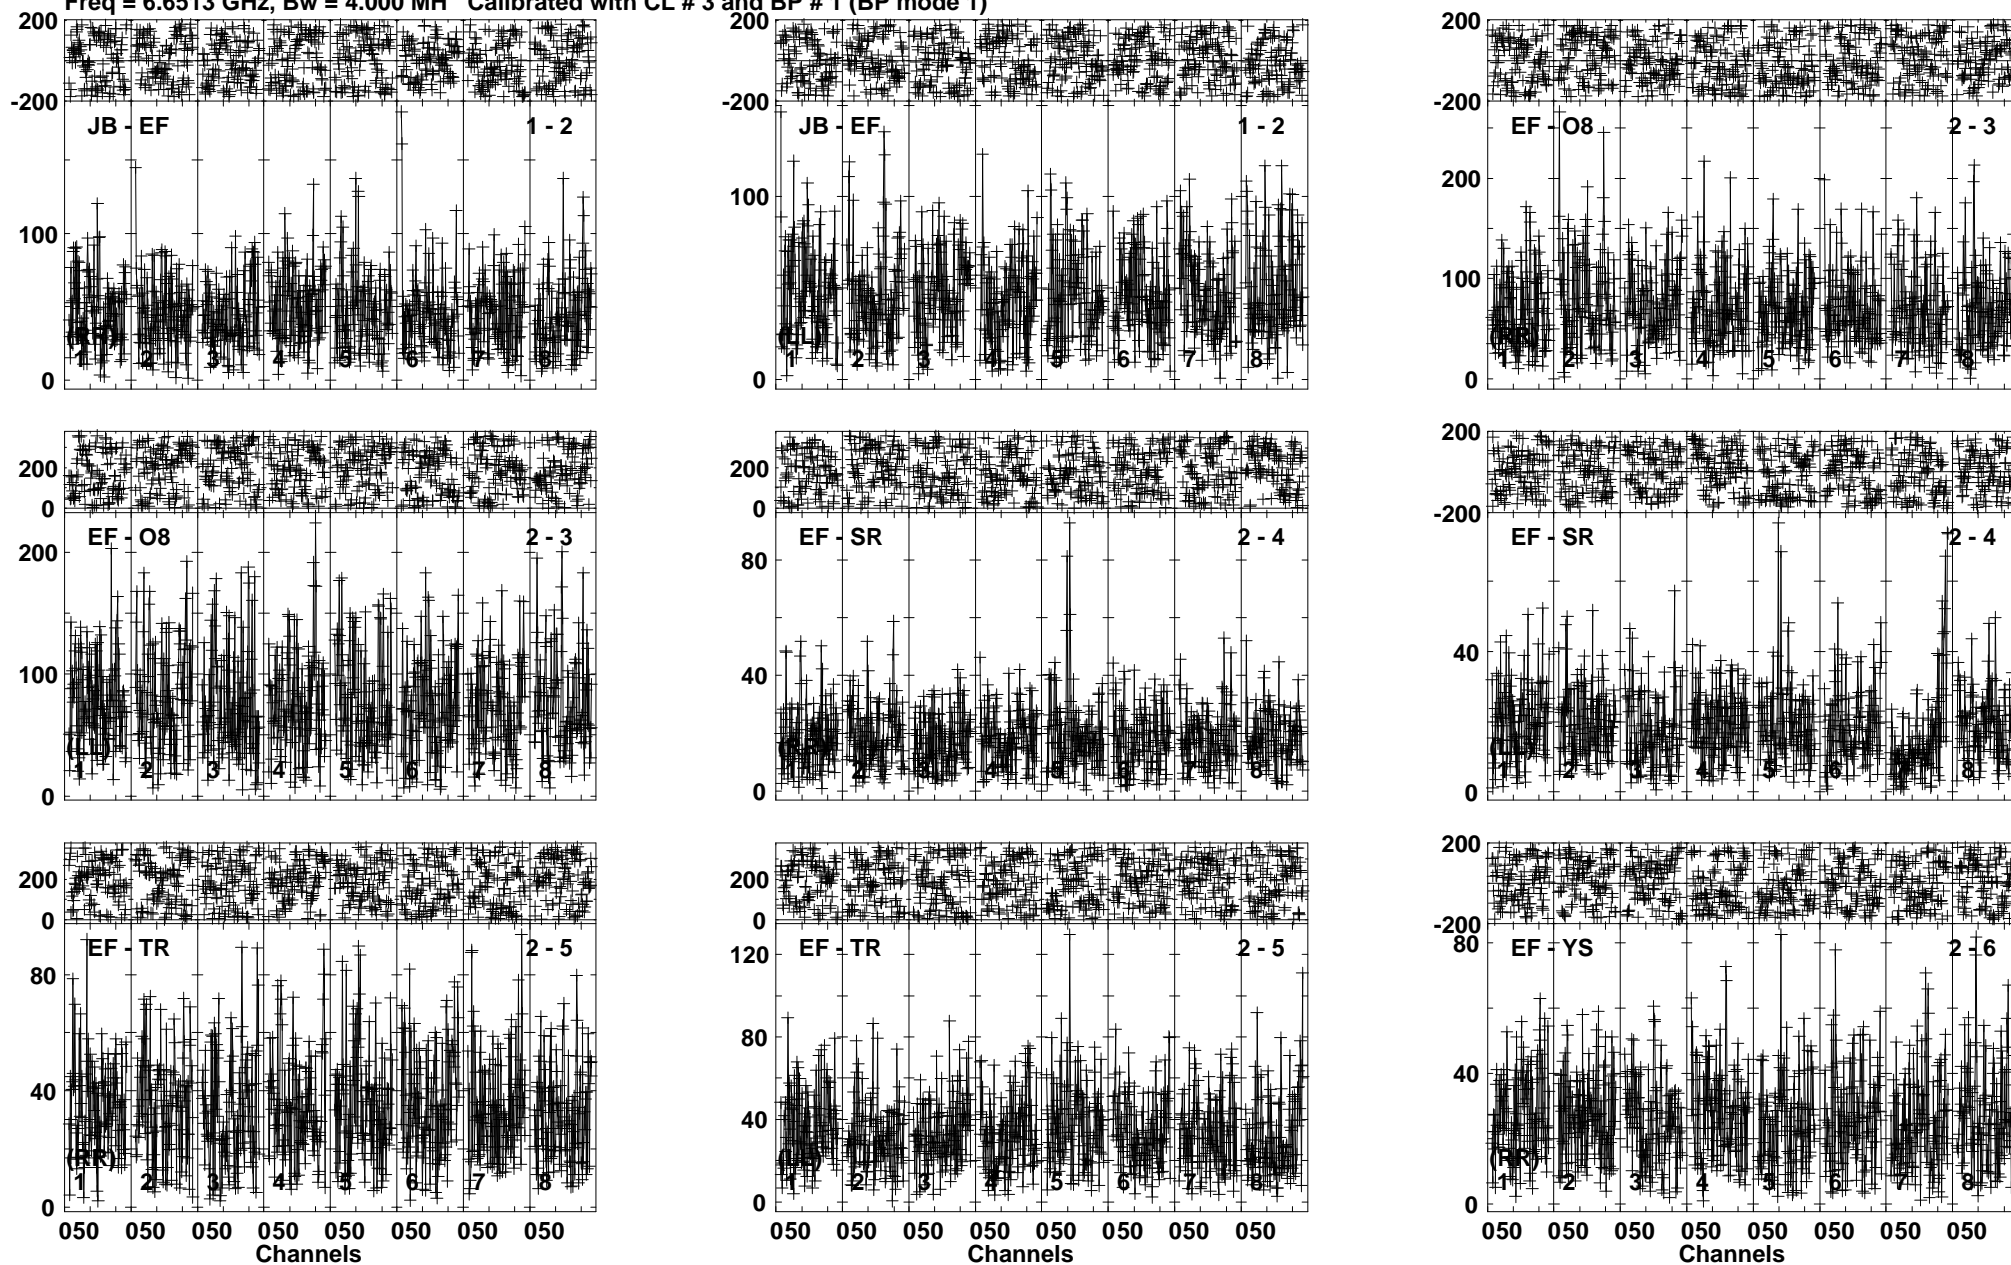 Freq = 6.6513 GHz, Bw = 4.000 MH Calibrated with CL # 3 and BP # 1 (BP mode 1)
200 200 200
-200 -200 -200
JB - EF 1 - 2 JB - EF 1 - 2 EF - O8 2 - 3
200
100 100
100
(RR) (LL) (RR)
1 2 3 4 5 6 7 8 1 2 3 4 5 6 7 8 1 2 3 4 5 6 7 8
0 0 0
200 200 200
0 0 -200
EF - O8 2 - 3 EF - SR 2 - 4 EF - SR 2 - 4
200 80
100 40 40
(LL) (RR) (LL)
1 2 3 4 5 6 7 8 1 2 3 4 5 6 7 8 1 2 3 4 5 6 7 8
0 0 0
200 200 200
0 0 -200
EF - TR 2 - 5 EF - TR 2 - 5 EF - YS 2 - 6
80 120 80
80
40 40 40
(RR) (LL) (RR)
1 2 3 4 5 6 7 8 1 2 3 4 5 6 7 8 1 2 3 4 5 6 7 8
0 0 0
050 050 050 050 050 050 050 050 050 050 050 050 050 050 050 050 050 050 050 050 050 050 050 050
Channels Channels Channels